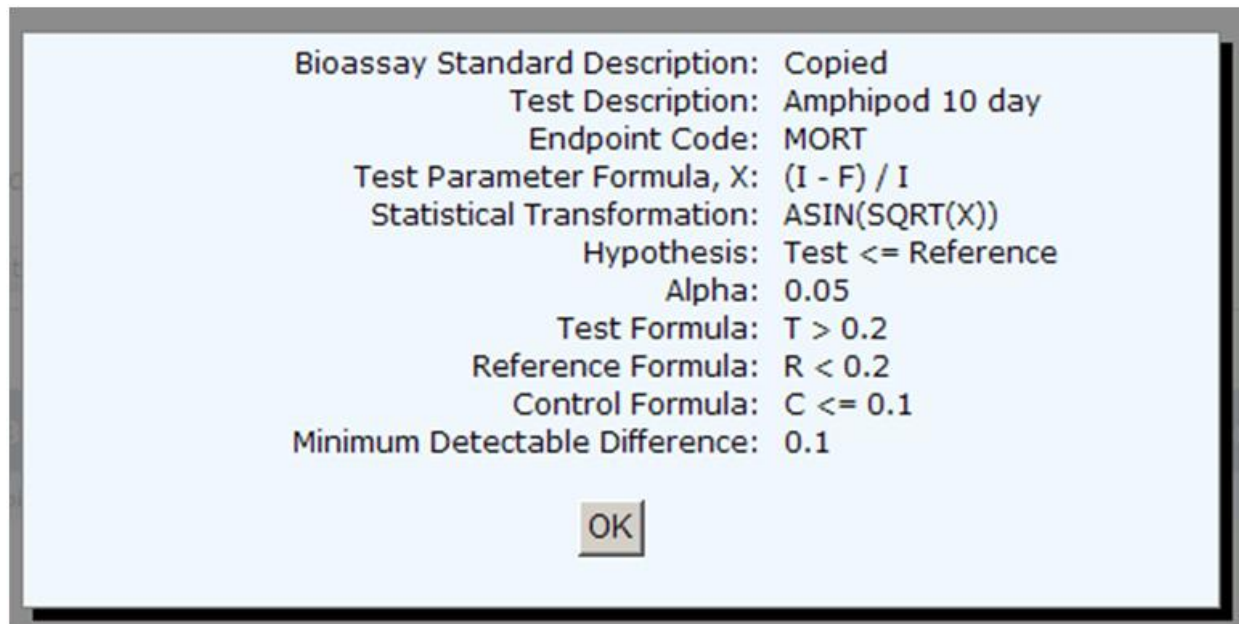 Bioassay Standard Description: Copied
Test Description: Amphipod 10 day
Endpoint Code: MORT
Test Parameter Formula, X: (I - F) / I
Statistical Transformation: ASIN(SQRT(X))
Hypothesis: Test <= Reference
Alpha: 0.05
Test Formula: T > 0.2
Reference Formula: R < 0.2
Control Formula: C <= 0.1
Minimum Detectable Difference: 0.1
OK